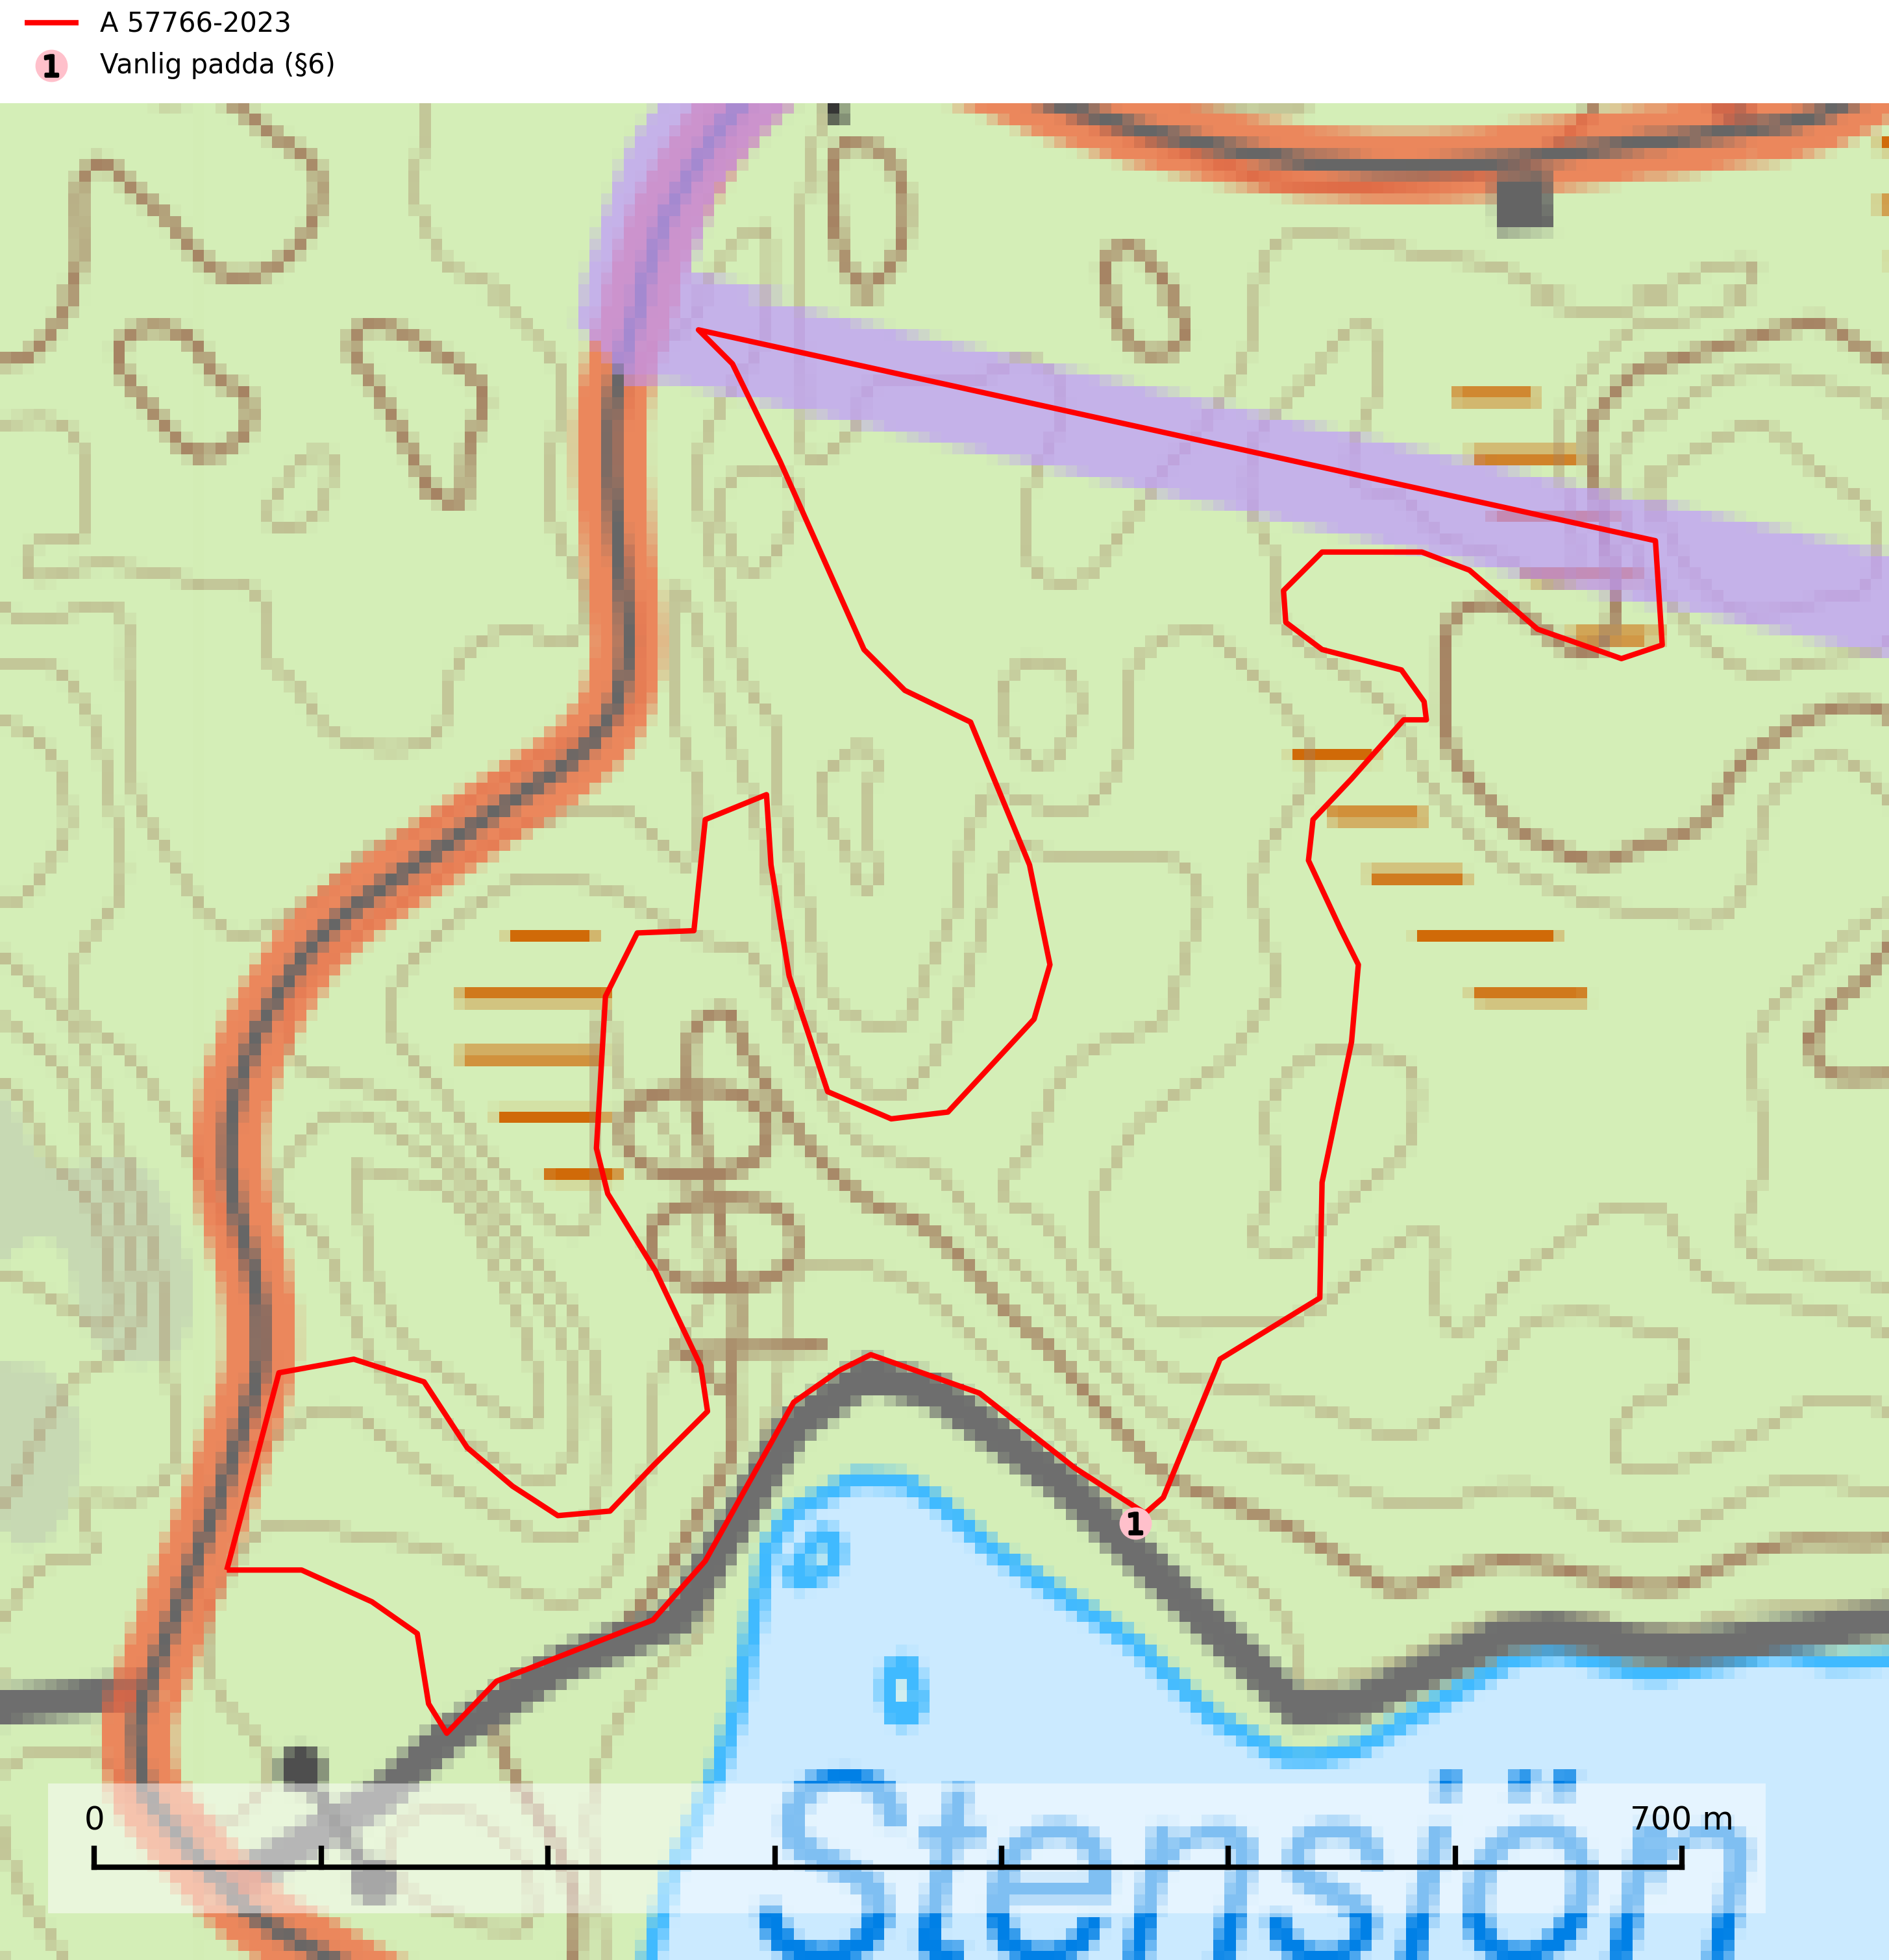 A 57766-2023
1 Vanlig padda (§6)
1
0 700 m
Stensjön